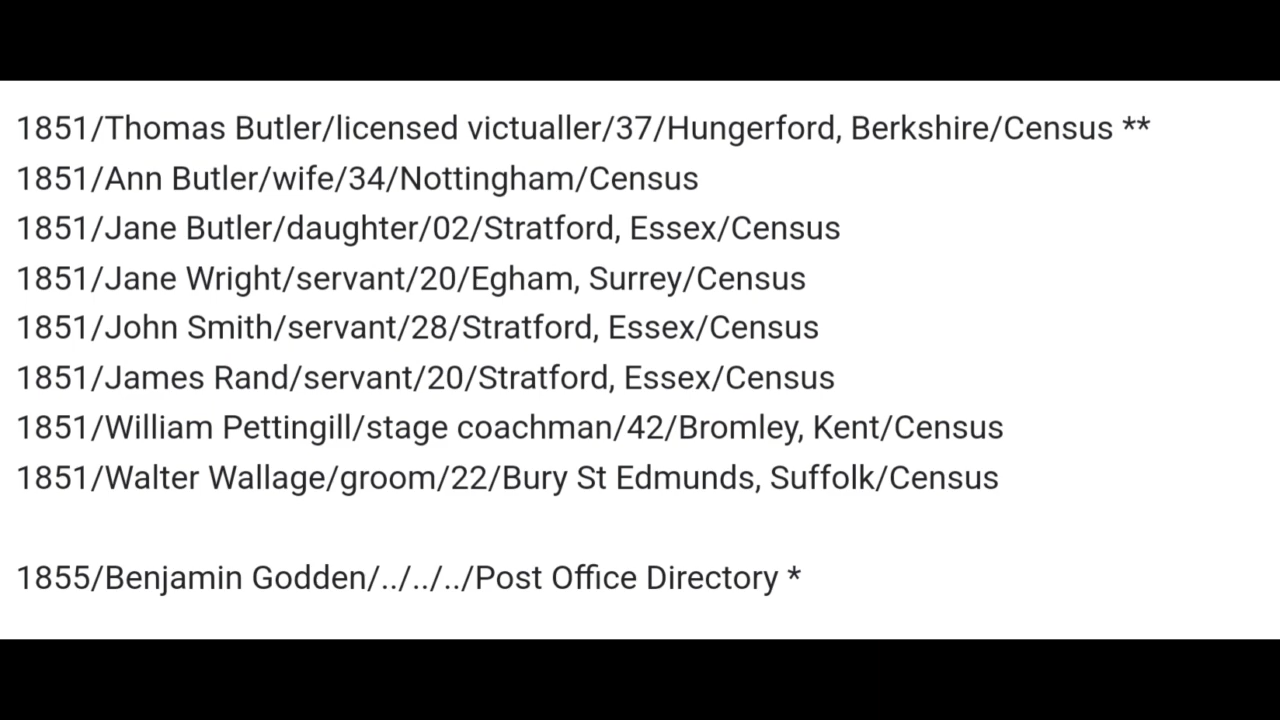 1851/Thomas Butler/licensed victualler/37/Hungerford, Berkshire/Census **
1851/Ann Butler/wife/34/Nottingham/Census
1851/Jane Butler/daughter/02/Stratford, Essex/Census
1851/Jane Wright/servant/20/Egham, Surrey/Census
1851/John Smith/servant/28/Stratford, Essex/Census
1851/James Rand/servant/20/Stratford, Essex/Census
1851/William Pettingill/stage coachman/42/Bromley, Kent/Census
1851/Walter Wallage/groom/22/Bury St Edmunds, Suffolk/Census
1855/Benjamin Godden/../../../Post Office Directory *